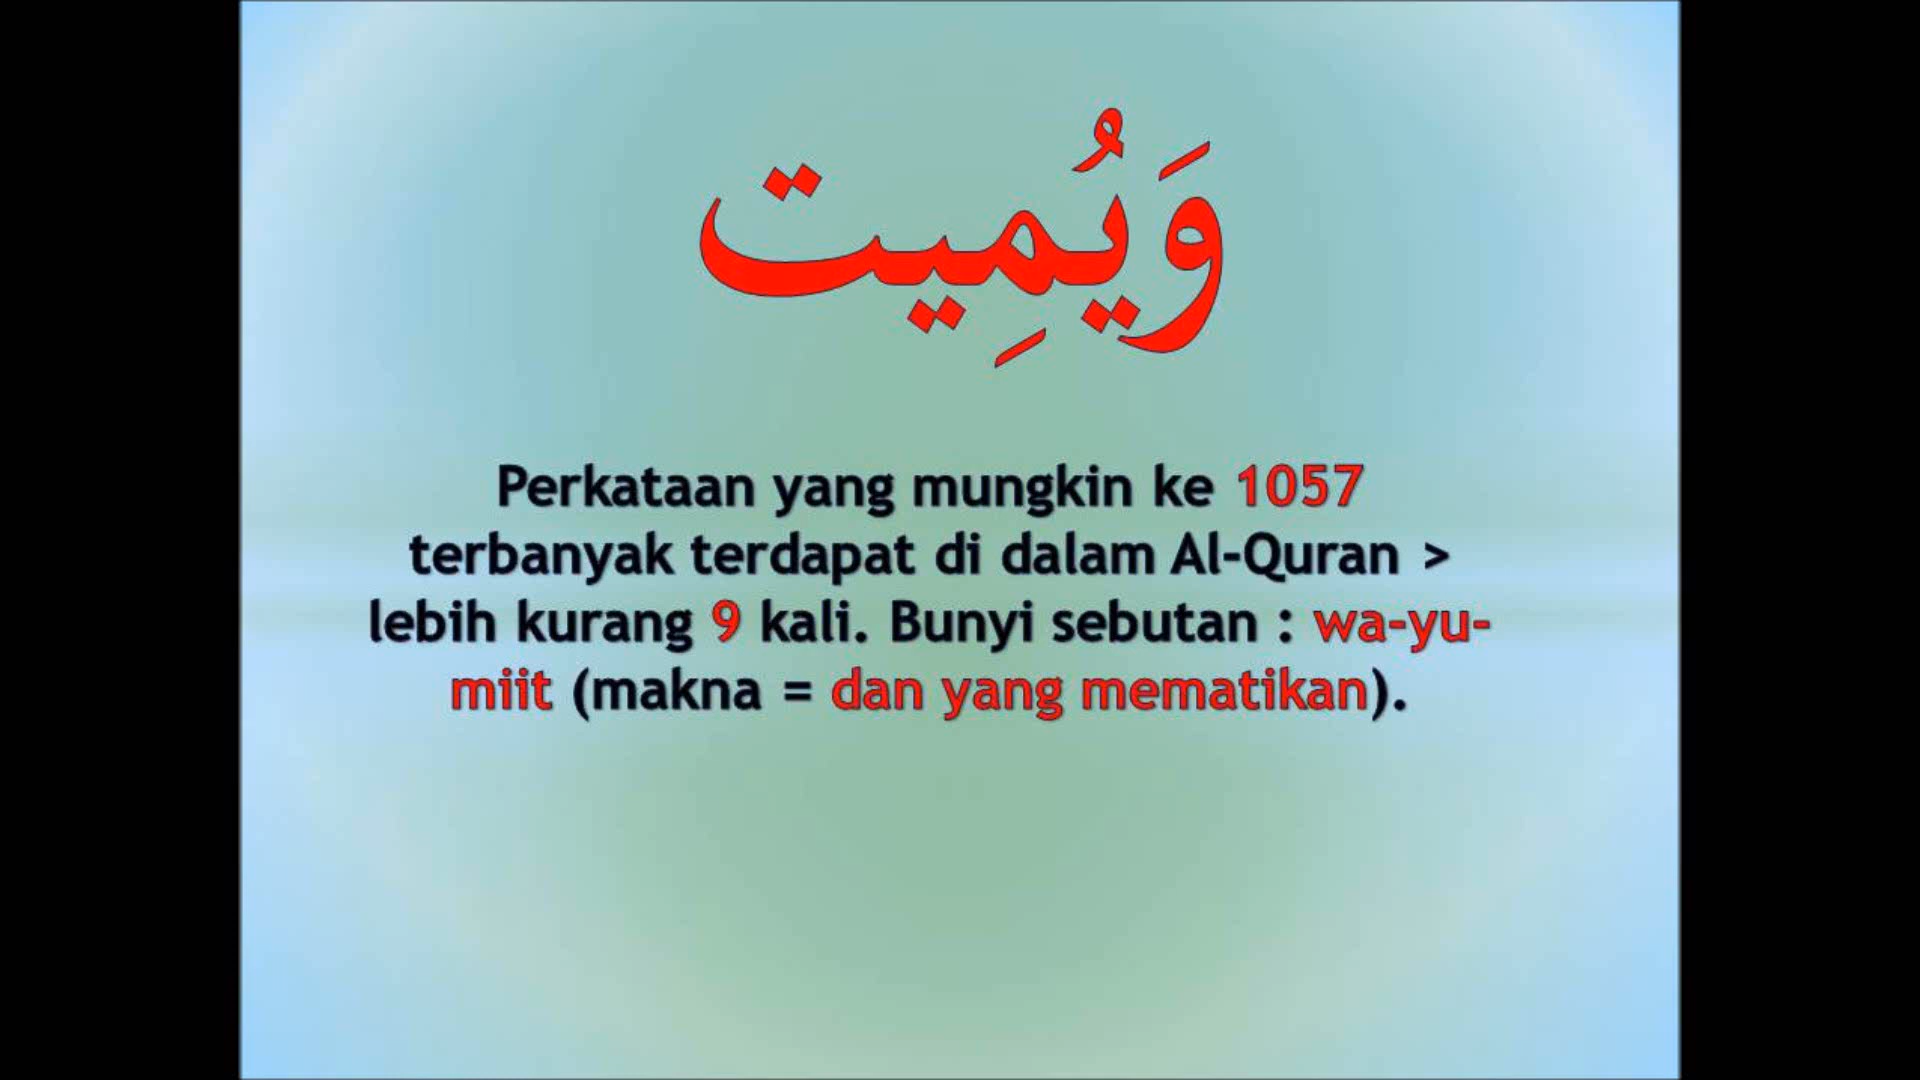 وَيُمِيت
Perkataan yang mungkin ke 1057
terbanyak terdapat di dalam Al-Quran >
lebih kurang 9 kali. Bunyi sebutan : wa-yu-
miit (makna = dan yang mematikan).